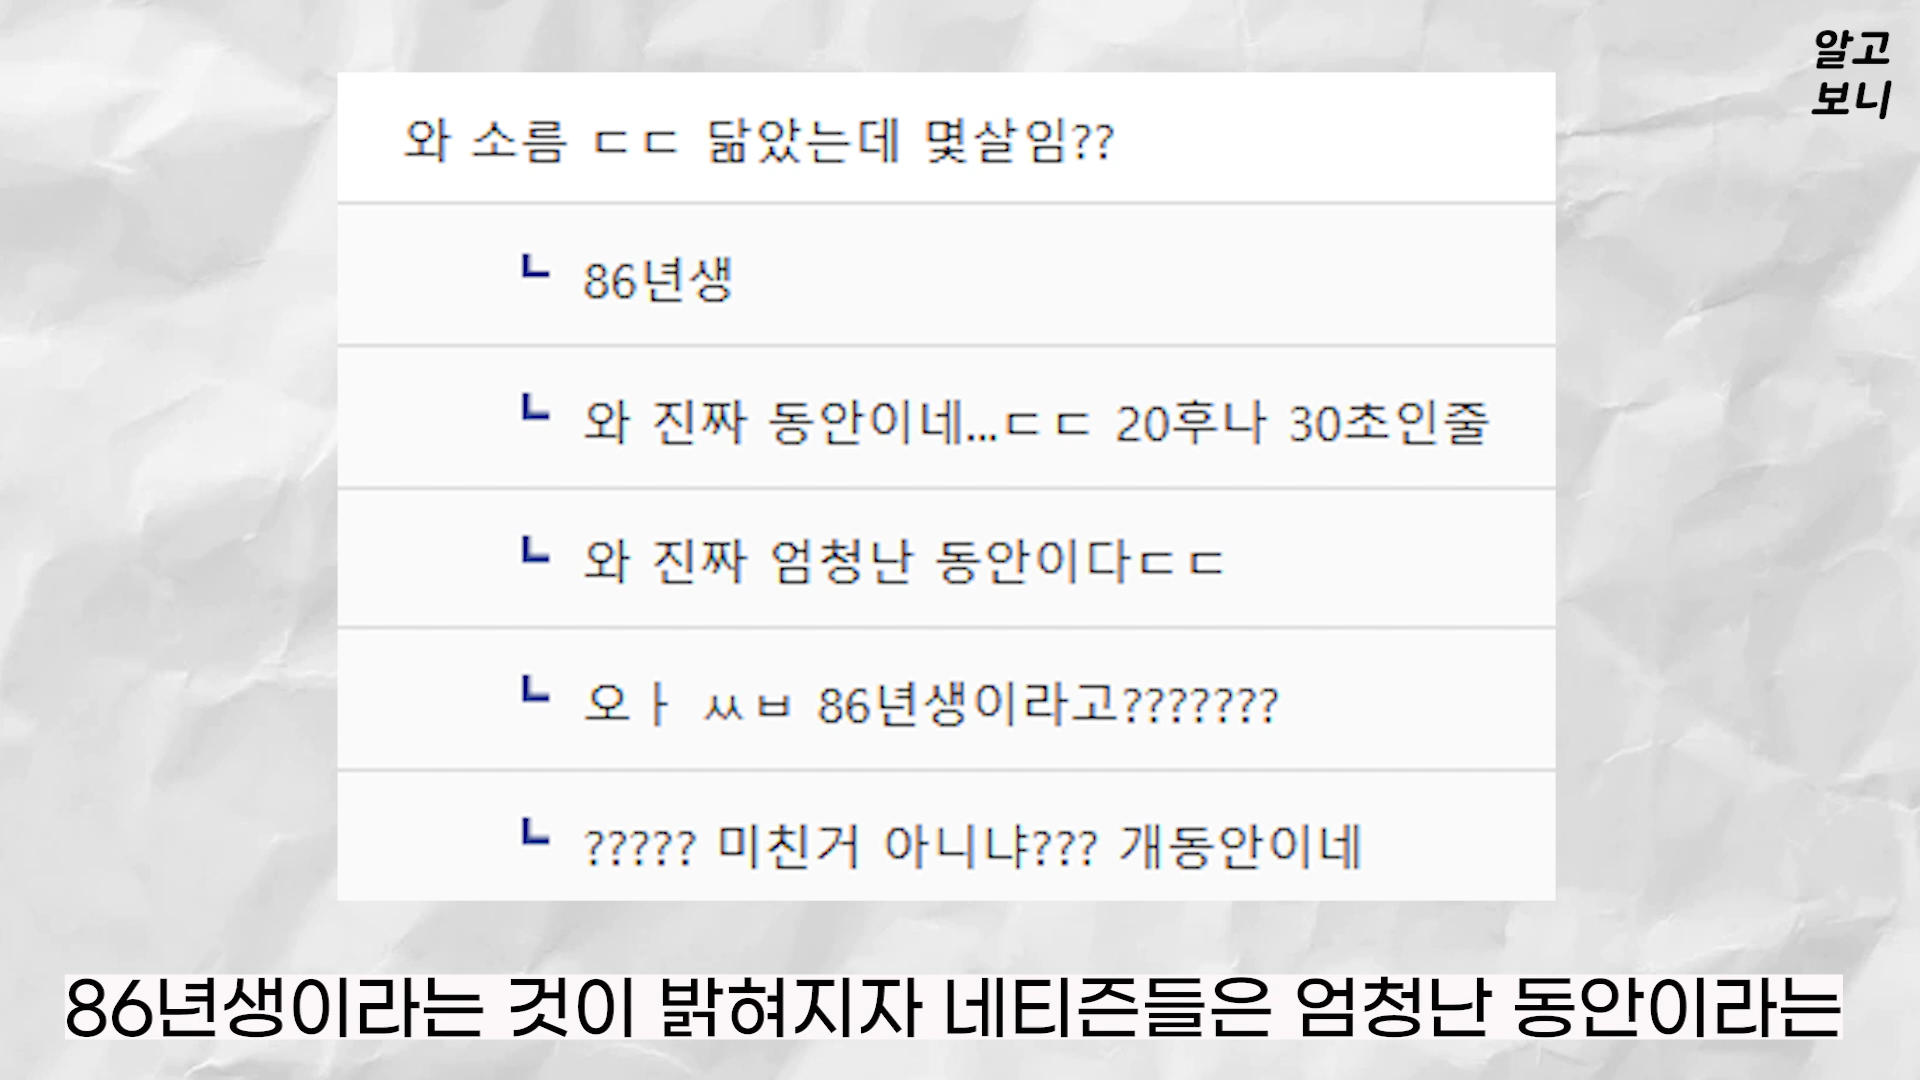 알고
보니
와 소름 ㄷㄷ 닮았는데 몇살임??
┗ 86년생
┗ 와 진짜 동안이네...ㄷㄷ 20후나 30초인줄
┗ 와 진짜 엄청난 동안이다ㄷㄷ
┗ 오ㅏ ㅆㅂ 86년생이라고???????
┗ ????? 미친거 아니냐??? 개동안이네
86년생이라는 것이 밝혀지자 네티즌들은 엄청난 동안이라는